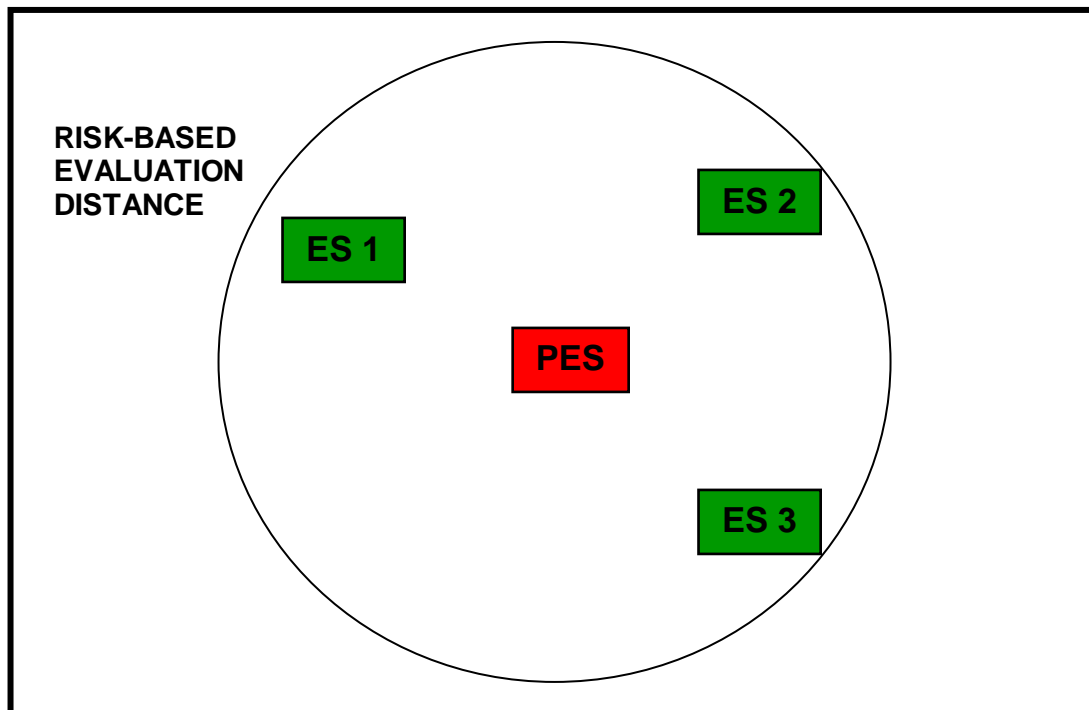 RISK-BASED
EVALUATION
DISTANCE
ES 2
ES 1
PES
ES 3